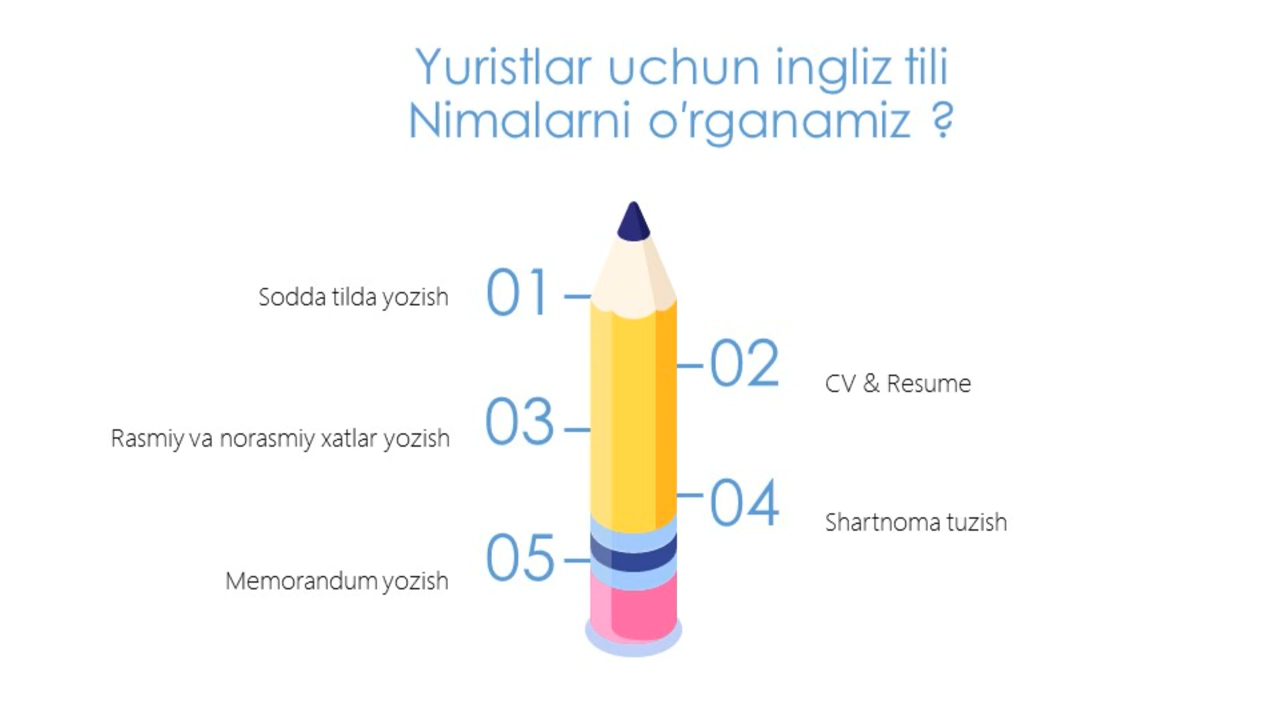 Yuristlar uchun ingliz tili
Nimalarni o'rganamiz ?
01
Sodda tilda yozish
02
CV & Resume
03
Rasmiy va norasmiy xatlar yozish
04
Shartnoma tuzish
05
Memorandum yozish